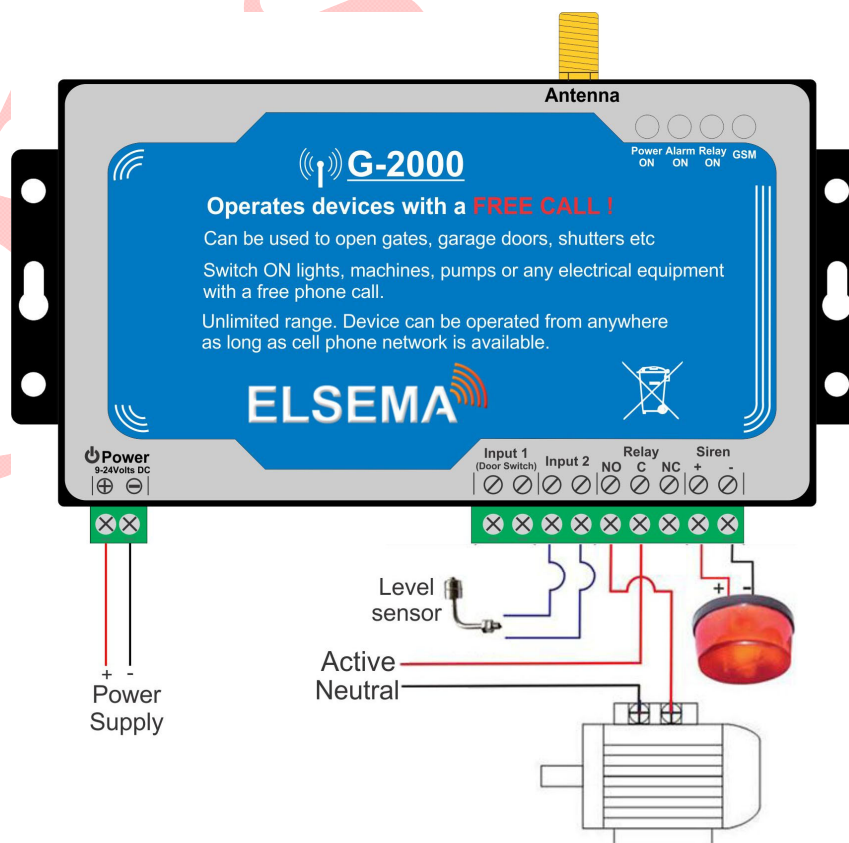 Antenna
Power Alarm Relay GSM
ON ON ON
G-2000
Operates devices with a FREE CALL !
Can be used to open gates, garage doors, shutters etc
Switch ON lights, machines, pumps or any electrical equipment
with a free phone call.
Unlimited range. Device can be operated from anywhere
as long as cell phone network is available.
ELSEMA
Power
9-24Volts DC
+ -
Input 1
(Door Switch)
Input 2
Relay
NO C NC
Siren
+ -
Level
sensor
+ -
Active
Neutral
+ -
Power
Supply